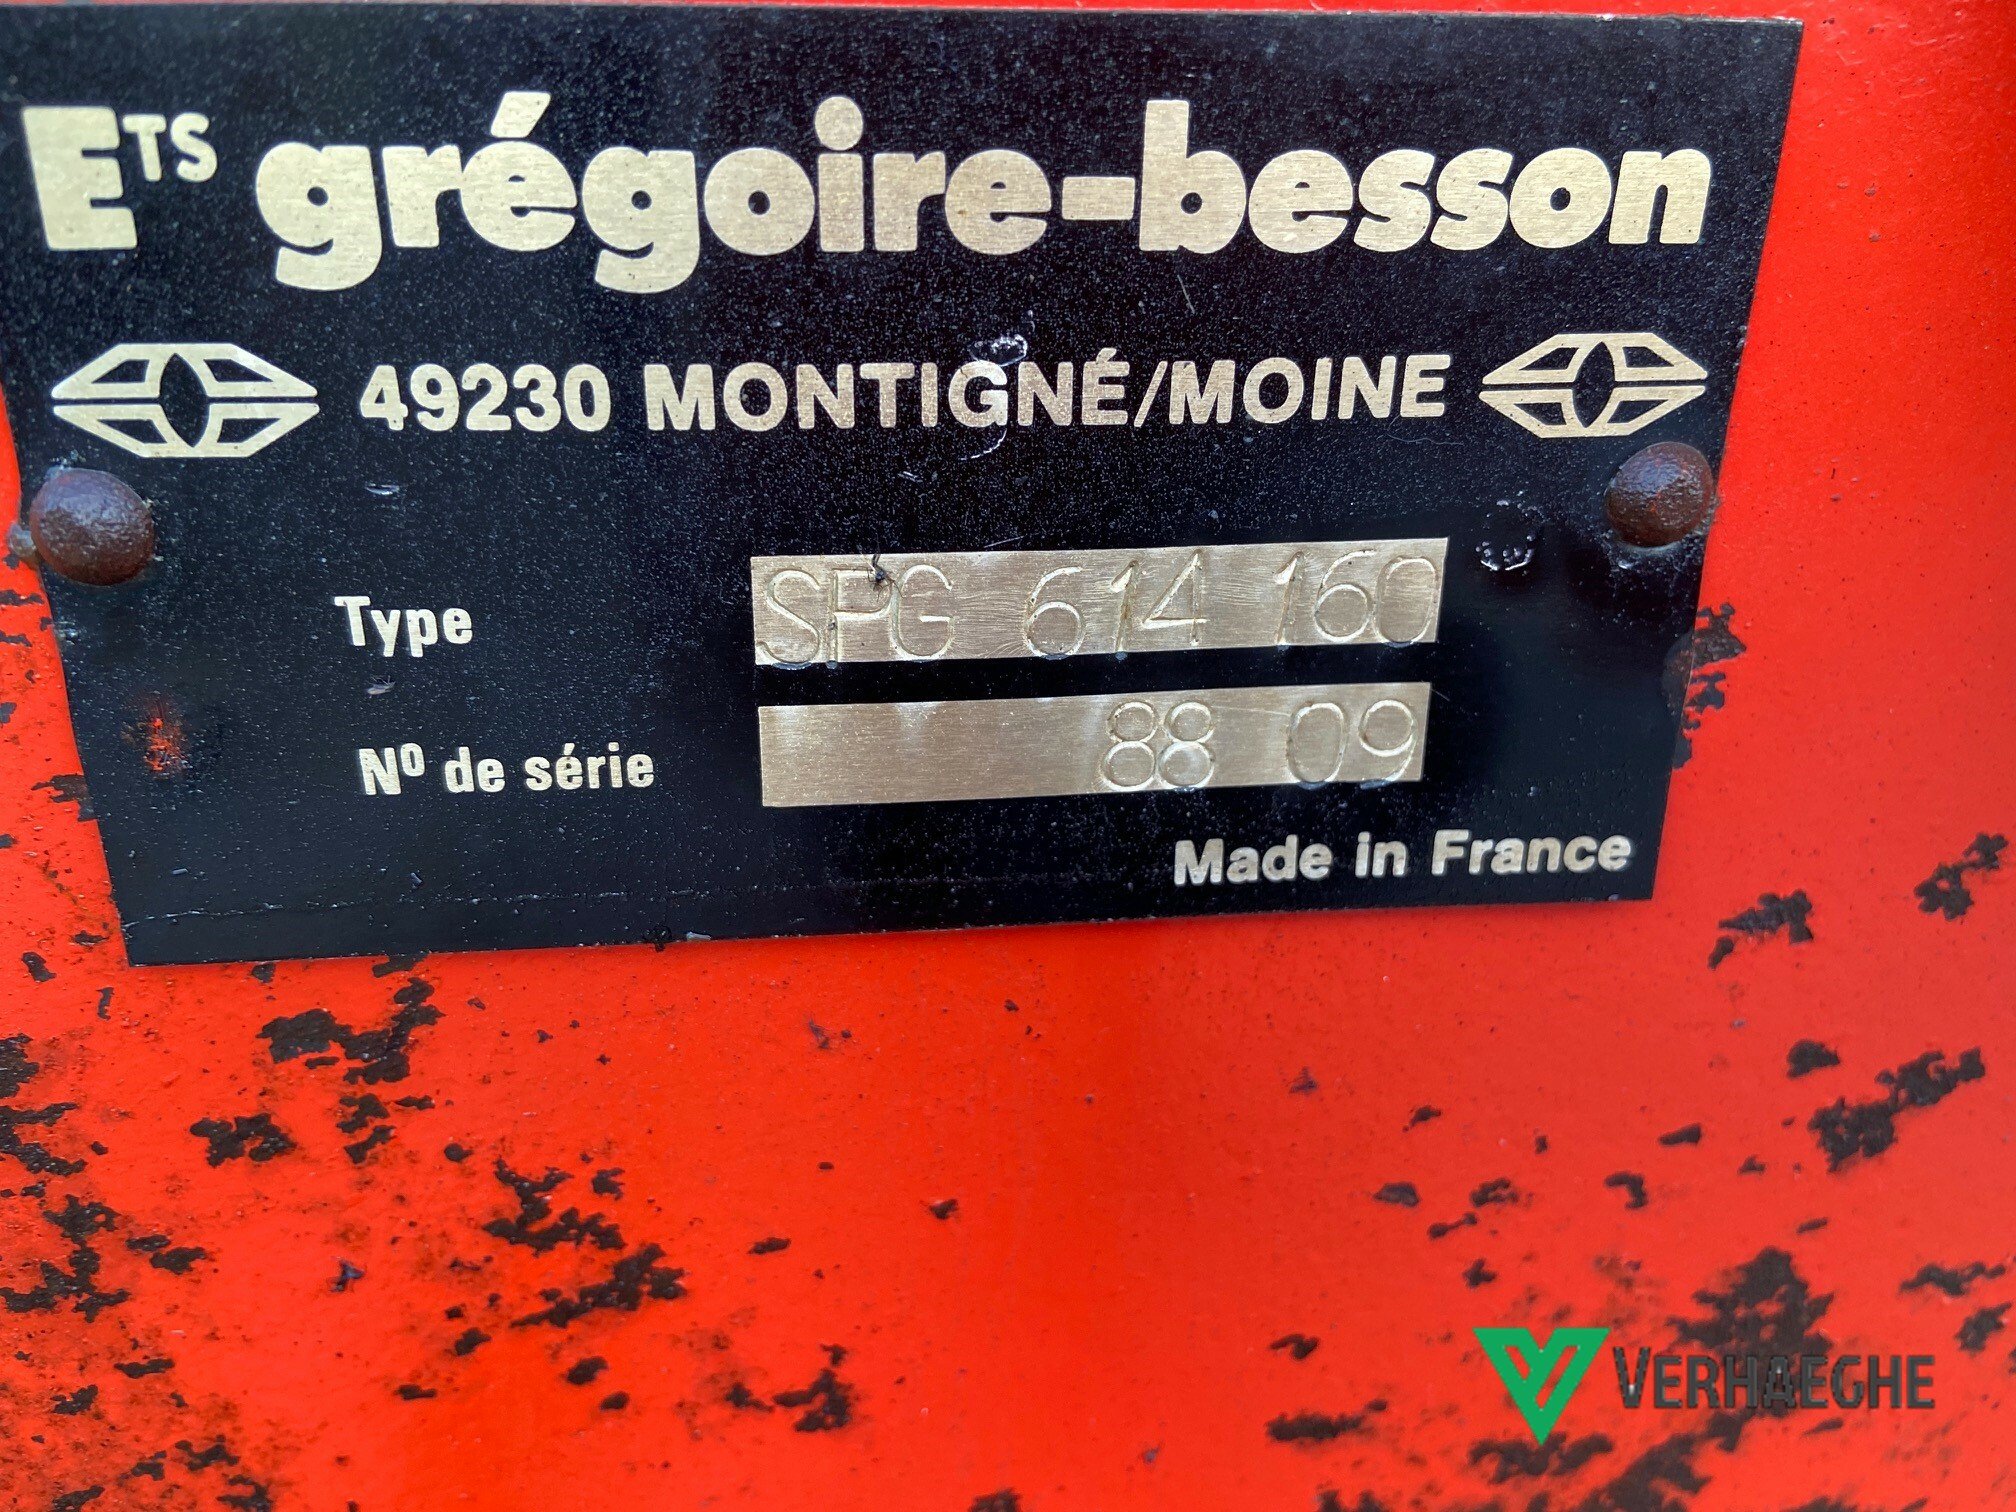 ETS grégoire-besson
49230 MONTIGNÉ/MOINE
Type SPG 614 160
Nº de série 88 09
Made in France
VERHAEGHE